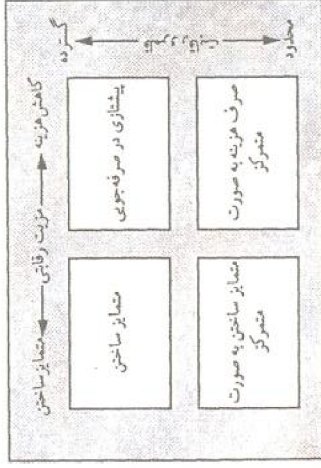 کاهش هزینه مزیت رقابتی متمایز ساختن
گسترده
پیشتازی در صرفه‌جویی
متمایز ساختن
محدود
صرف هزینه به صورت
متمرکز
متمایز ساختن به صورت
متمرکز